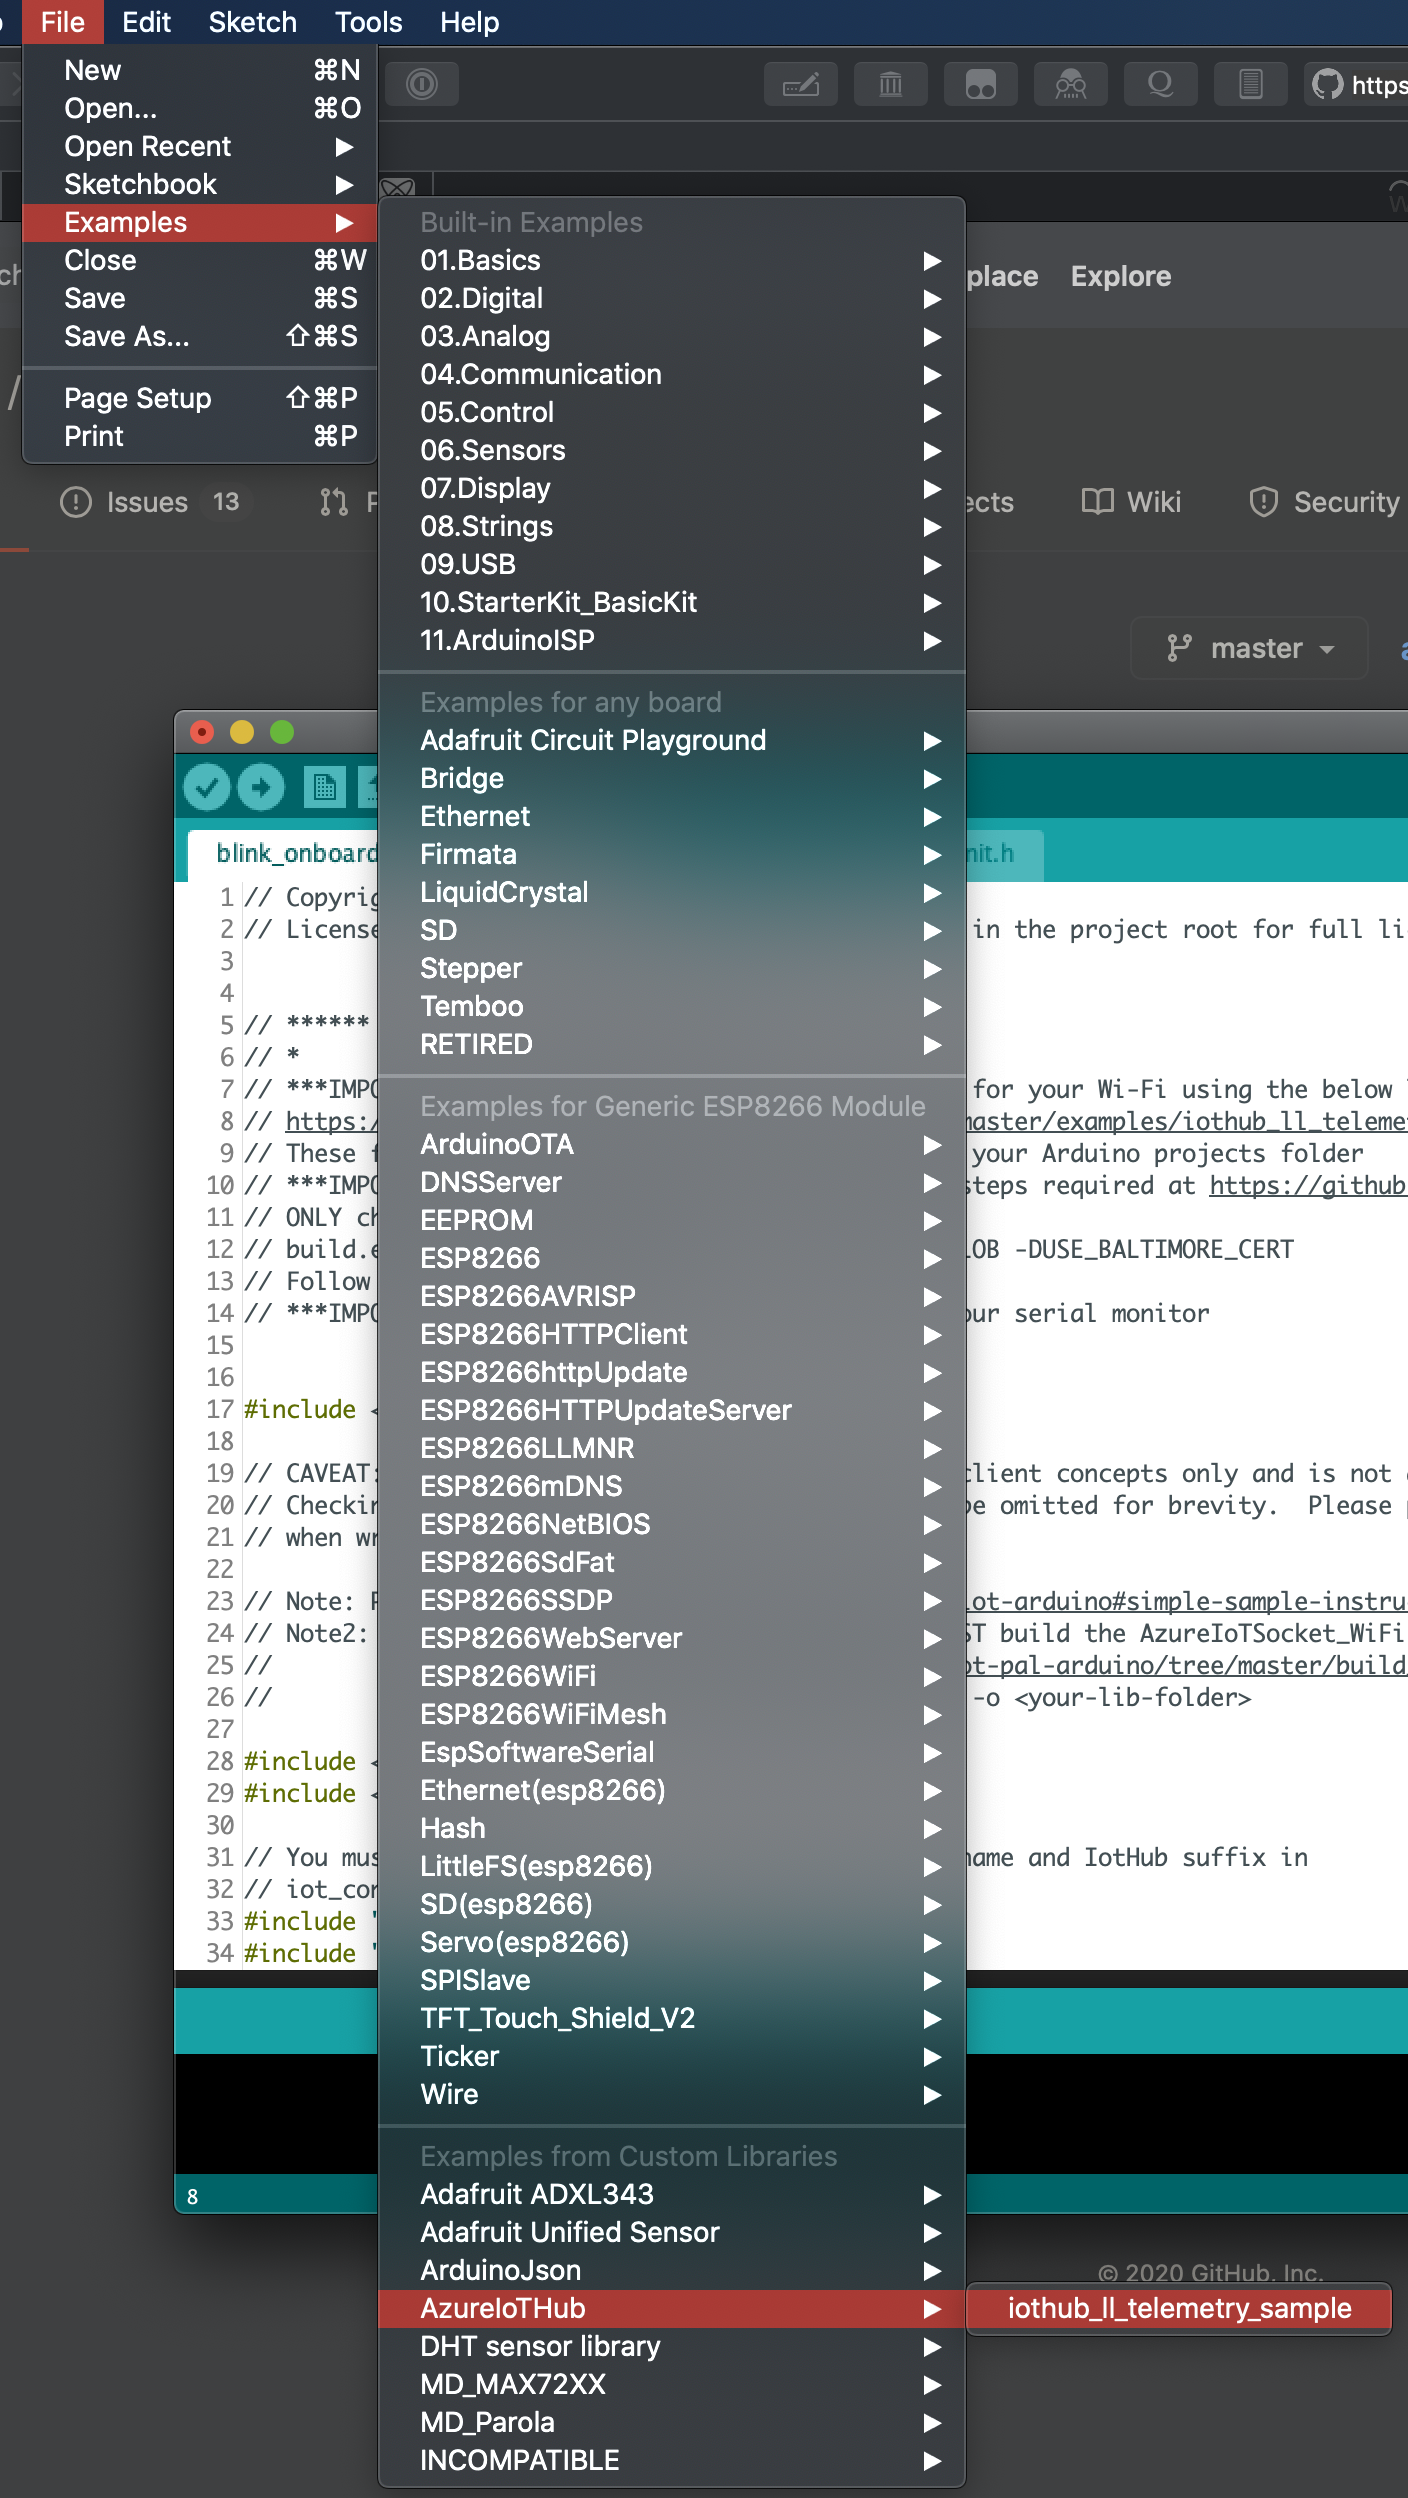 File Edit Sketch Tools Help
New ⌘N
Open... ⌘O
Open Recent ▶
Sketchbook ▶
Examples ▶
Close ⌘W
Save ⌘S
Save As... ⇧⌘S
Page Setup ⇧⌘P
Print ⌘P
https
place Explore
Issues 13
ects Wiki Security
master
Built-in Examples
01.Basics
02.Digital
03.Analog
04.Communication
05.Control
06.Sensors
07.Display
08.Strings
09.USB
10.StarterKit_BasicKit
11.ArduinoISP
Examples for any board
Adafruit Circuit Playground
Bridge
Ethernet
Firmata
LiquidCrystal
SD
Stepper
Temboo
RETIRED
Examples for Generic ESP8266 Module
ArduinoOTA
DNSServer
EEPROM
ESP8266
ESP8266AVRISP
ESP8266HTTPClient
ESP8266httpUpdate
ESP8266HTTPUpdateServer
ESP8266LLMNR
ESP8266mDNS
ESP8266NetBIOS
ESP8266SdFat
ESP8266SSDP
ESP8266WebServer
ESP8266WiFi
ESP8266WiFiMesh
EspSoftwareSerial
Ethernet(esp8266)
Hash
LittleFS(esp8266)
SD(esp8266)
Servo(esp8266)
SPISlave
TFT_Touch_Shield_V2
Ticker
Wire
Examples from Custom Libraries
Adafruit ADXL343
Adafruit Unified Sensor
ArduinoJson
AzureIoTHub
DHT sensor library
MD_MAX72XX
MD_Parola
INCOMPATIBLE
iothub_ll_telemetry_sample
blink_onboard nit.h
1 // Copyrig
2 // License in the project root for full li
3
4
5 // ******
6 // *
7 // ***IMPO for your Wi-Fi using the below
8 // https:/ master/examples/iothub_ll_teleme
9 // These f your Arduino projects folder
10 // ***IMPO steps required at https://github
11 // ONLY ch
12 // build.e OB -DUSE_BALTIMORE_CERT
13 // Follow
14 // ***IMPO ur serial monitor
15
16
17 #include <
18
19 // CAVEAT: client concepts only and is not
20 // Checkin be omitted for brevity. Please
21 // when wr
22
23 // Note: P ot-arduino#simple-sample-instru
24 // Note2: ST build the AzureIoTSocket_WiFi
25 // ot-pal-arduino/tree/master/build
26 // -o <your-lib-folder>
27
28 #include <
29 #include <
30
31 // You mus name and IotHub suffix in
32 // iot_con
33 #include "
34 #include "
8
© 2020 GitHub, Inc.